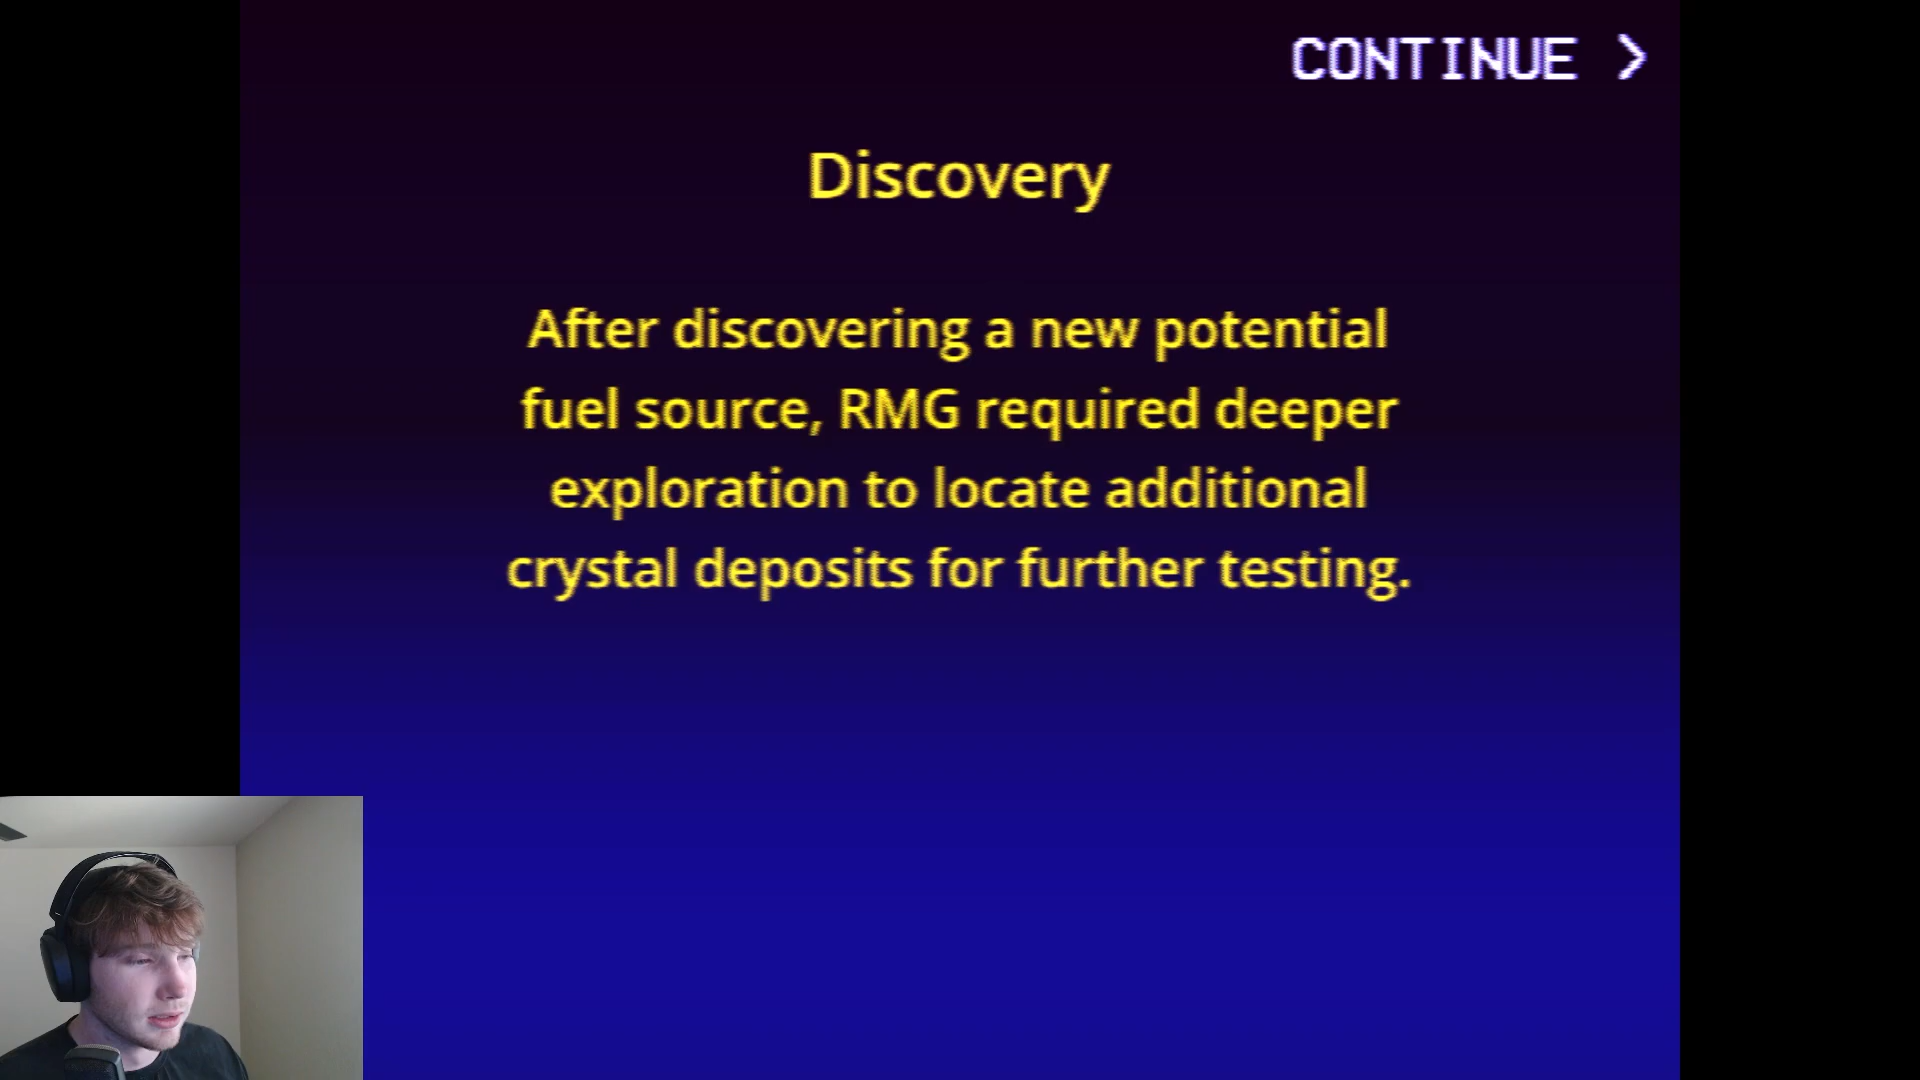 CONTINUE >
Discovery
After discovering a new potential
fuel source, RMG required deeper
exploration to locate additional
crystal deposits for further testing.